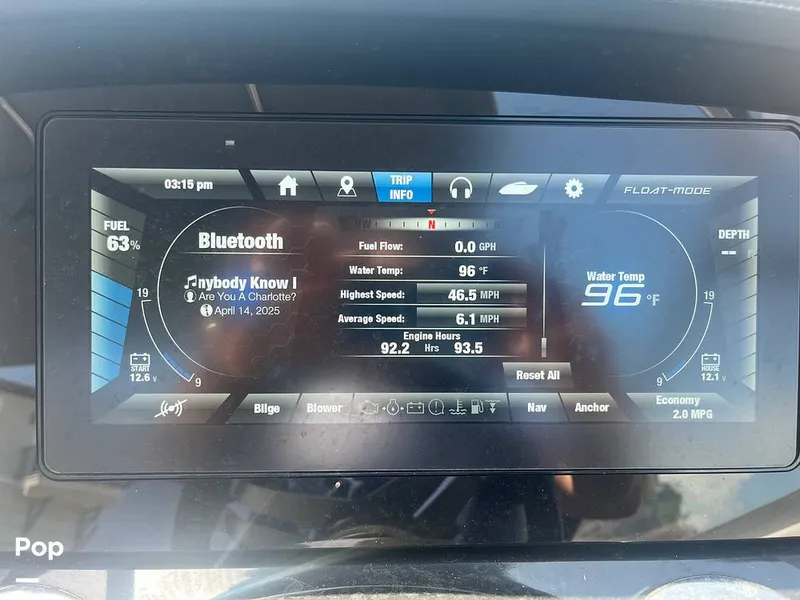 03:15 pm
TRIP
INFO
FLOAT-MODE
FUEL
63%
Bluetooth
nybody Know I
Are You A Charlotte?
April 14, 2025
W
N
Fuel Flow: 0.0 GPH
Water Temp: 96 °F
Highest Speed: 46.5 MPH
Average Speed: 6.1 MPH
Engine Hours
92.2 Hrs 93.5
Reset All
Water Temp
96 °F
DEPTH
--
19
9
START
12.6 v
19
9
HOUSE
12.1 v
Bilge
Blower
Nav
Anchor
Economy
2.0 MPG
Pop